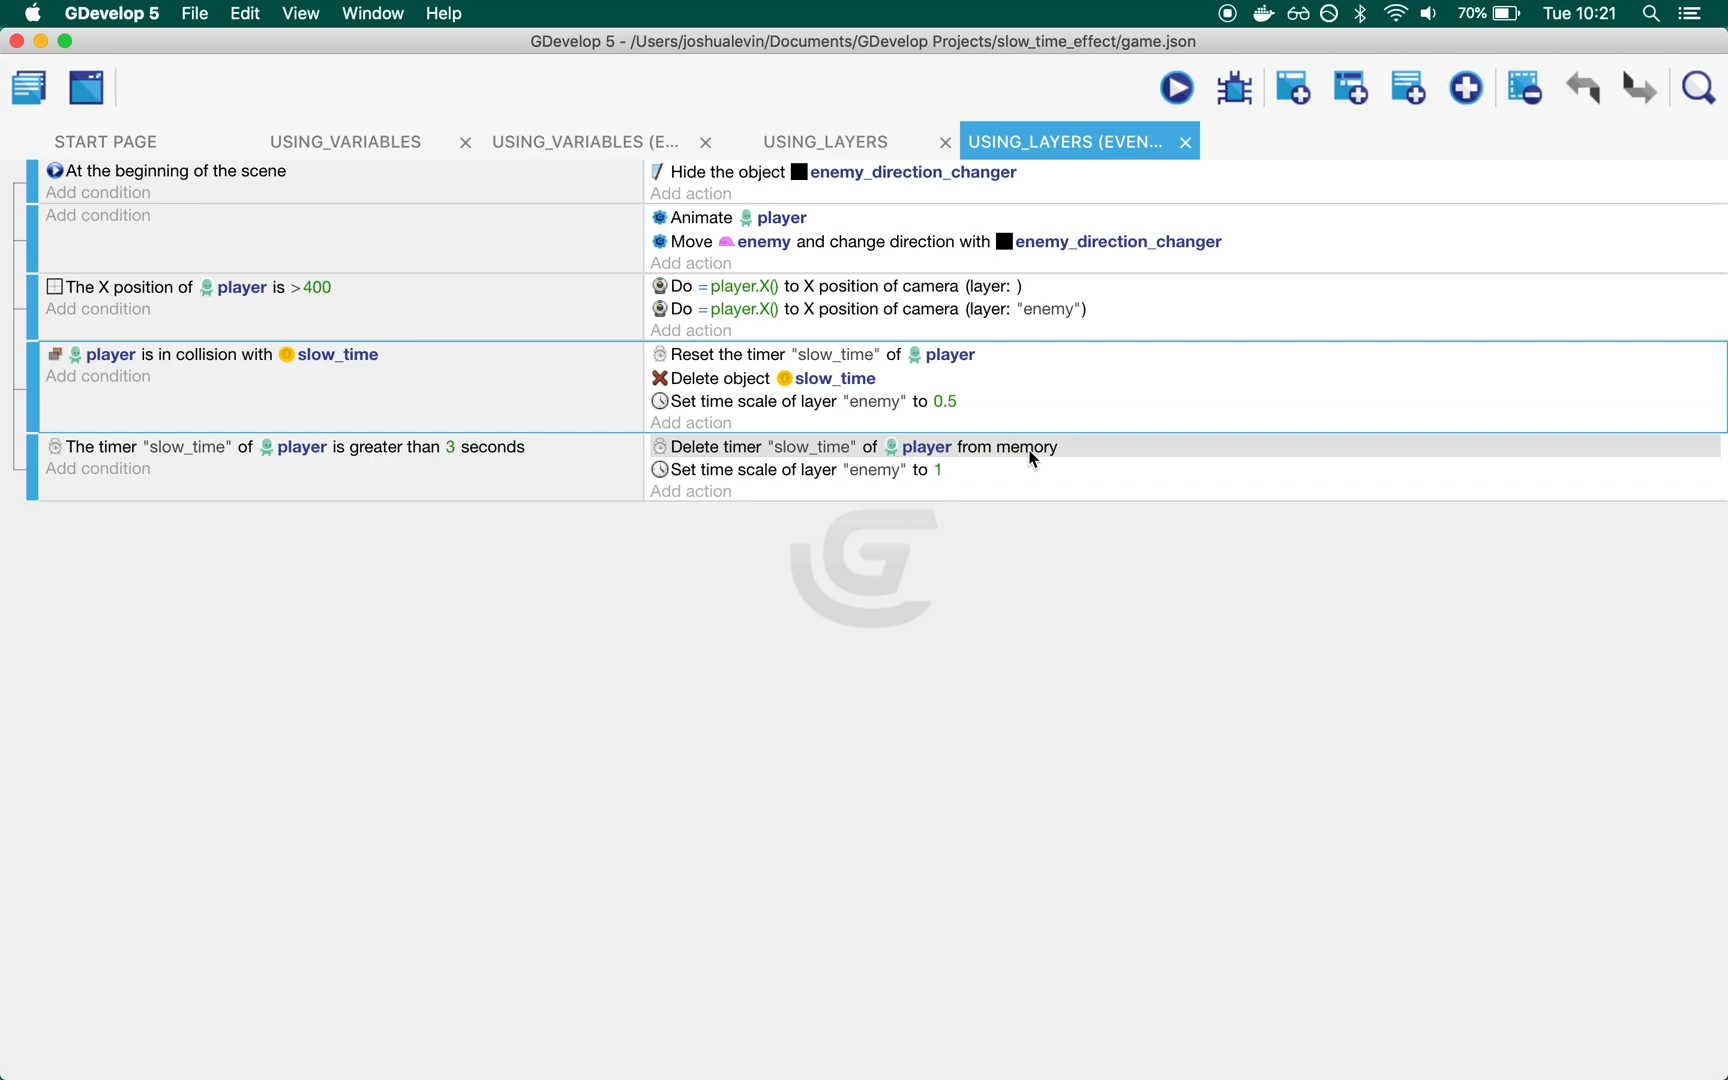 GDevelop 5 File Edit View Window Help 70% Tue 10:21
GDevelop 5 - /Users/joshualevin/Documents/GDevelop Projects/slow_time_effect/game.json
START PAGE USING_VARIABLES USING_VARIABLES (E... USING_LAYERS USING_LAYERS (EVEN...
At the beginning of the scene
Add condition
Hide the object enemy_direction_changer
Add action
Add condition
Animate player
Move enemy and change direction with enemy_direction_changer
Add action
The X position of player is > 400
Add condition
Do =player.X() to X position of camera (layer: )
Do =player.X() to X position of camera (layer: "enemy")
Add action
player is in collision with slow_time
Add condition
Reset the timer "slow_time" of player
Delete object slow_time
Set time scale of layer "enemy" to 0.5
Add action
The timer "slow_time" of player is greater than 3 seconds
Add condition
Delete timer "slow_time" of player from memory
Set time scale of layer "enemy" to 1
Add action